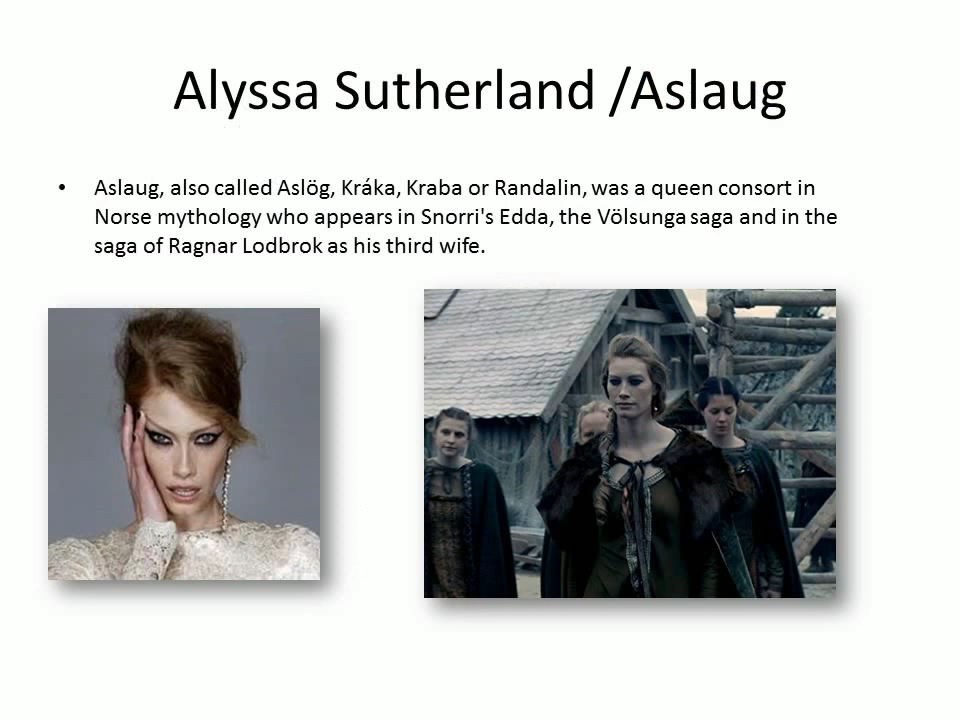 Alyssa Sutherland /Aslaug
• Aslaug, also called Aslög, Kráka, Kraba or Randalin, was a queen consort in
Norse mythology who appears in Snorri's Edda, the Völsunga saga and in the
saga of Ragnar Lodbrok as his third wife.